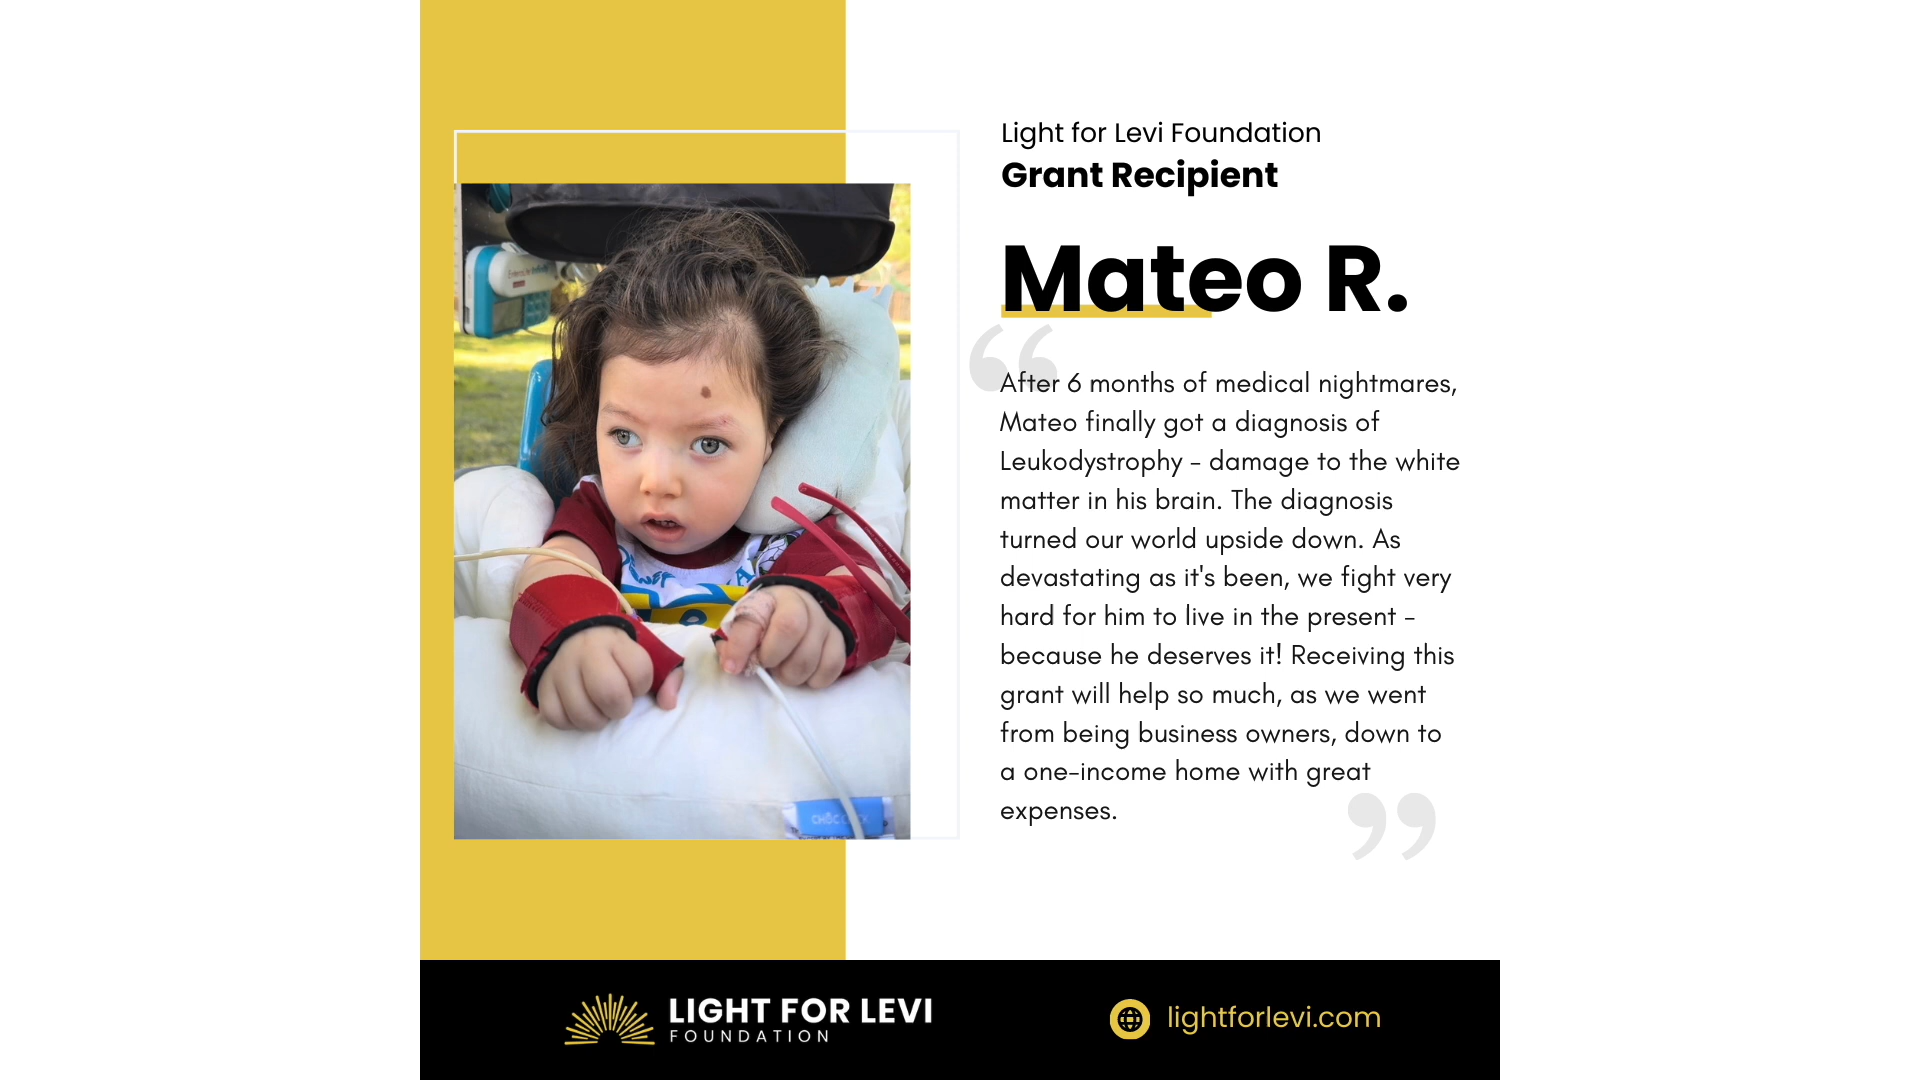 Light for Levi Foundation
Grant Recipient
Mateo R.
“
After 6 months of medical nightmares,
Mateo finally got a diagnosis of
Leukodystrophy - damage to the white
matter in his brain. The diagnosis
turned our world upside down. As
devastating as it's been, we fight very
hard for him to live in the present -
because he deserves it! Receiving this
grant will help so much, as we went
from being business owners, down to
a one-income home with great
expenses.
”
LIGHT FOR LEVI
FOUNDATION
lightforlevi.com